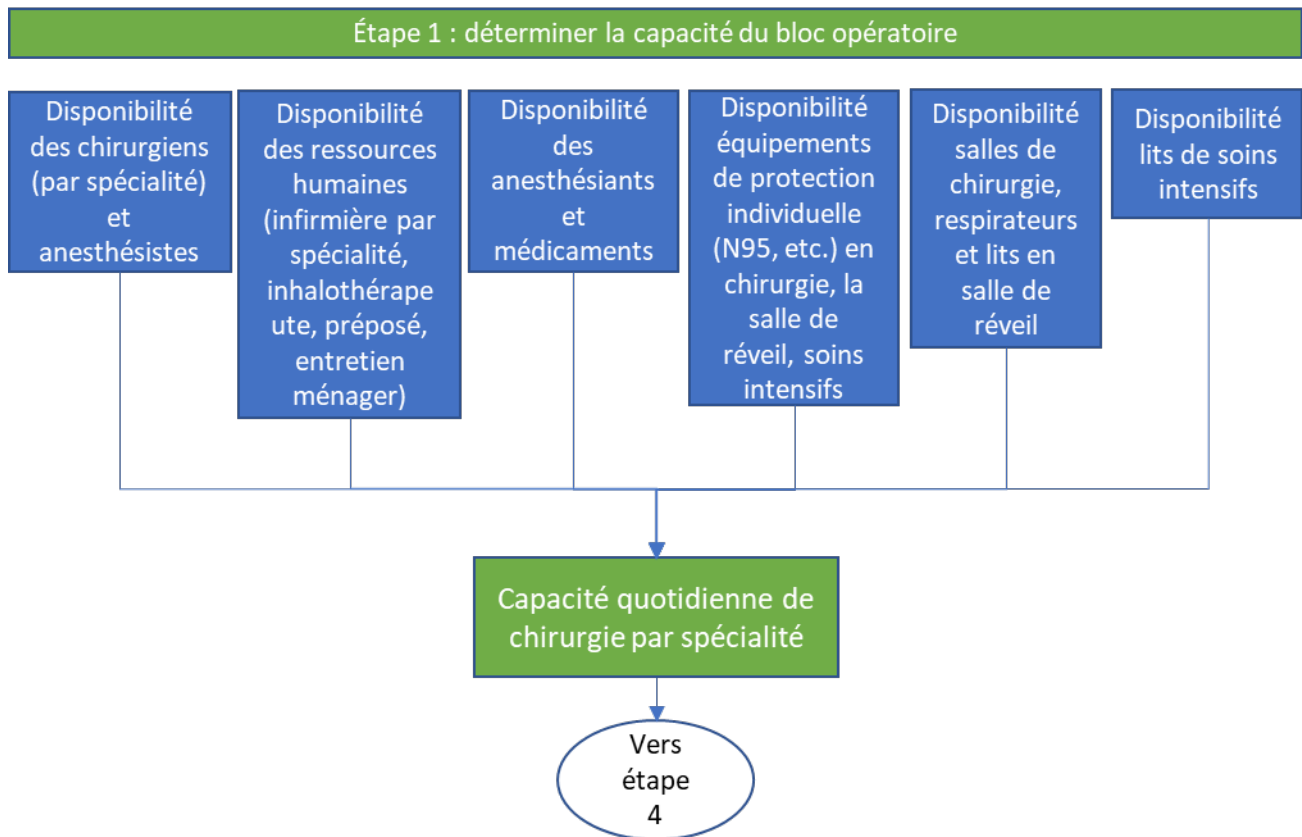 Étape 1 : déterminer la capacité du bloc opératoire
Disponibilité
des chirurgiens
(par spécialité)
et
anesthésistes
Disponibilité
des ressources
humaines
(infirmière par
spécialité,
inhalothérape
ute, préposé,
entretien
ménager)
Disponibilité
des
anesthésiants
et
médicaments
Disponibilité
équipements
de protection
individuelle
(N95, etc.) en
chirurgie, la
salle de
réveil, soins
intensifs
Disponibilité
salles de
chirurgie,
respirateurs
et lits en
salle de
réveil
Disponibilité
lits de soins
intensifs
Capacité quotidienne de
chirurgie par spécialité
Vers
étape
4